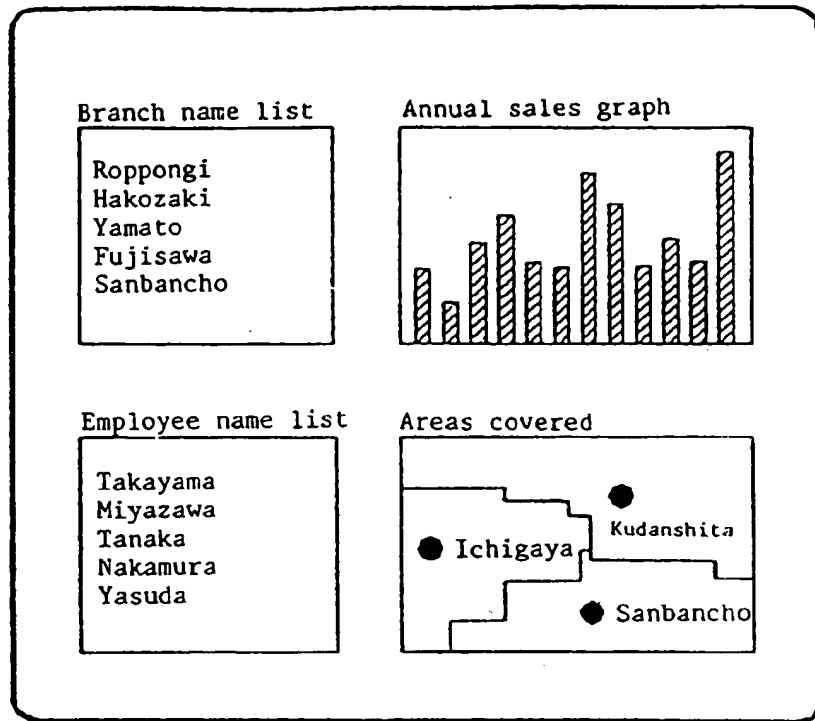 Branch name list
Roppongi
Hakozaki
Yamato
Fujisawa
Sanbancho
Annual sales graph
Employee name list
Takayama
Miyazawa
Tanaka
Nakamura
Yasuda
Areas covered
Kudanshita
Ichigaya
Sanbancho